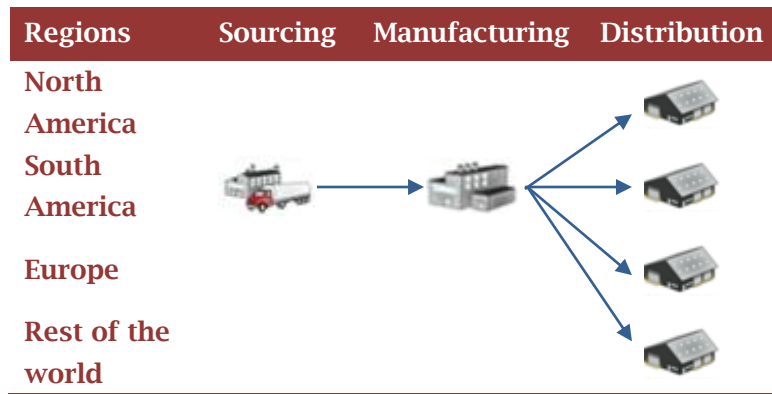 Regions Sourcing Manufacturing Distribution
North
America
South
America
Europe
Rest of the
world